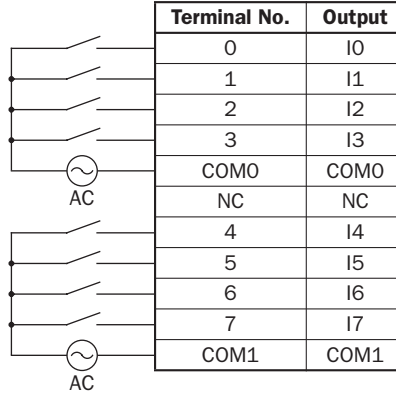 Terminal No. Output
0 I0
1 I1
2 I2
3 I3
COM0 COM0
AC
NC NC
4 I4
5 I5
6 I6
7 I7
COM1 COM1
AC